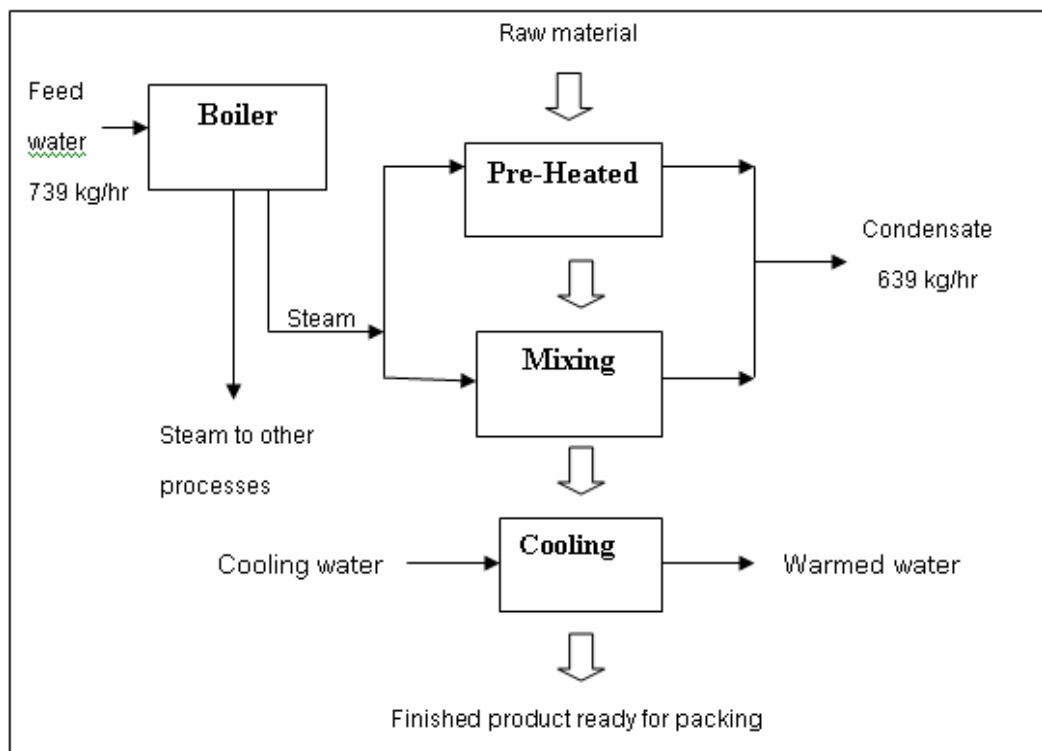 Raw material
Feed
water
739 kg/hr
Boiler
Pre-Heated
Condensate
639 kg/hr
Steam
Mixing
Steam to other
processes
Cooling water
Cooling
Warmed water
Finished product ready for packing